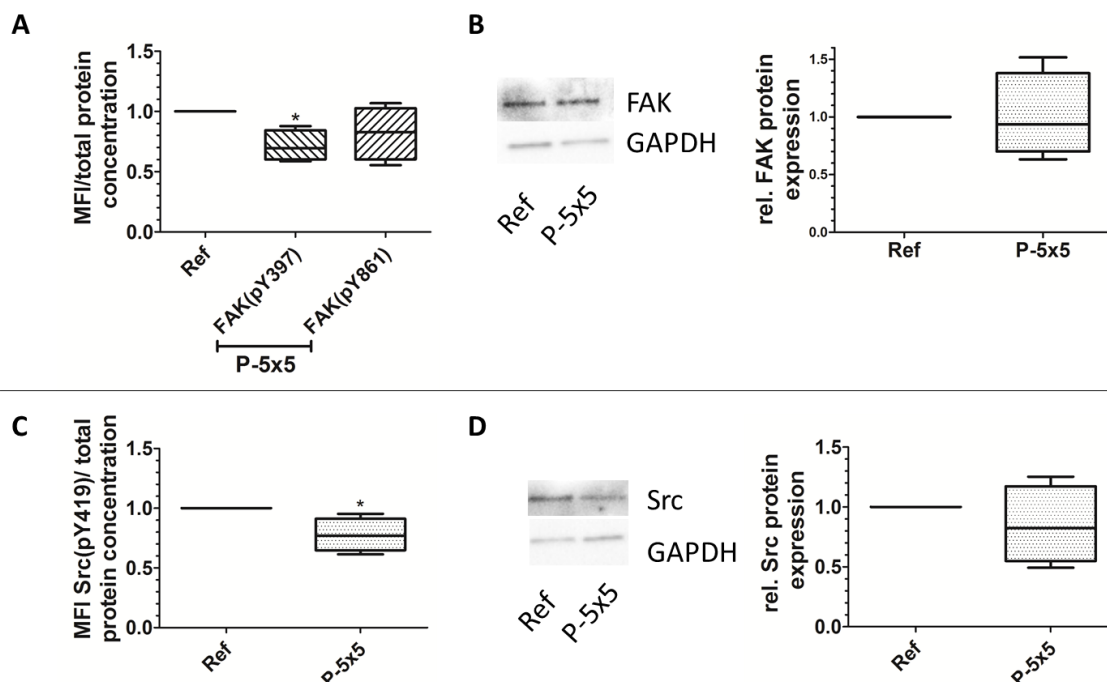 A
MFI/total protein
concentration
1.5
1.0
0.5
0.0
*
Ref
FAK(pY397)
FAK(pY861)
P-5x5
B
FAK
GAPDH
Ref
P-5x5
rel. FAK protein
expression
1.5
1.0
0.5
0.0
Ref
P-5x5
C
MFI Src(pY419)/ total
protein concentration
1.5
1.0
0.5
0.0
*
Ref
P-5x5
D
Src
GAPDH
Ref
P-5x5
rel. Src protein
expression
1.5
1.0
0.5
0.0
Ref
P-5x5